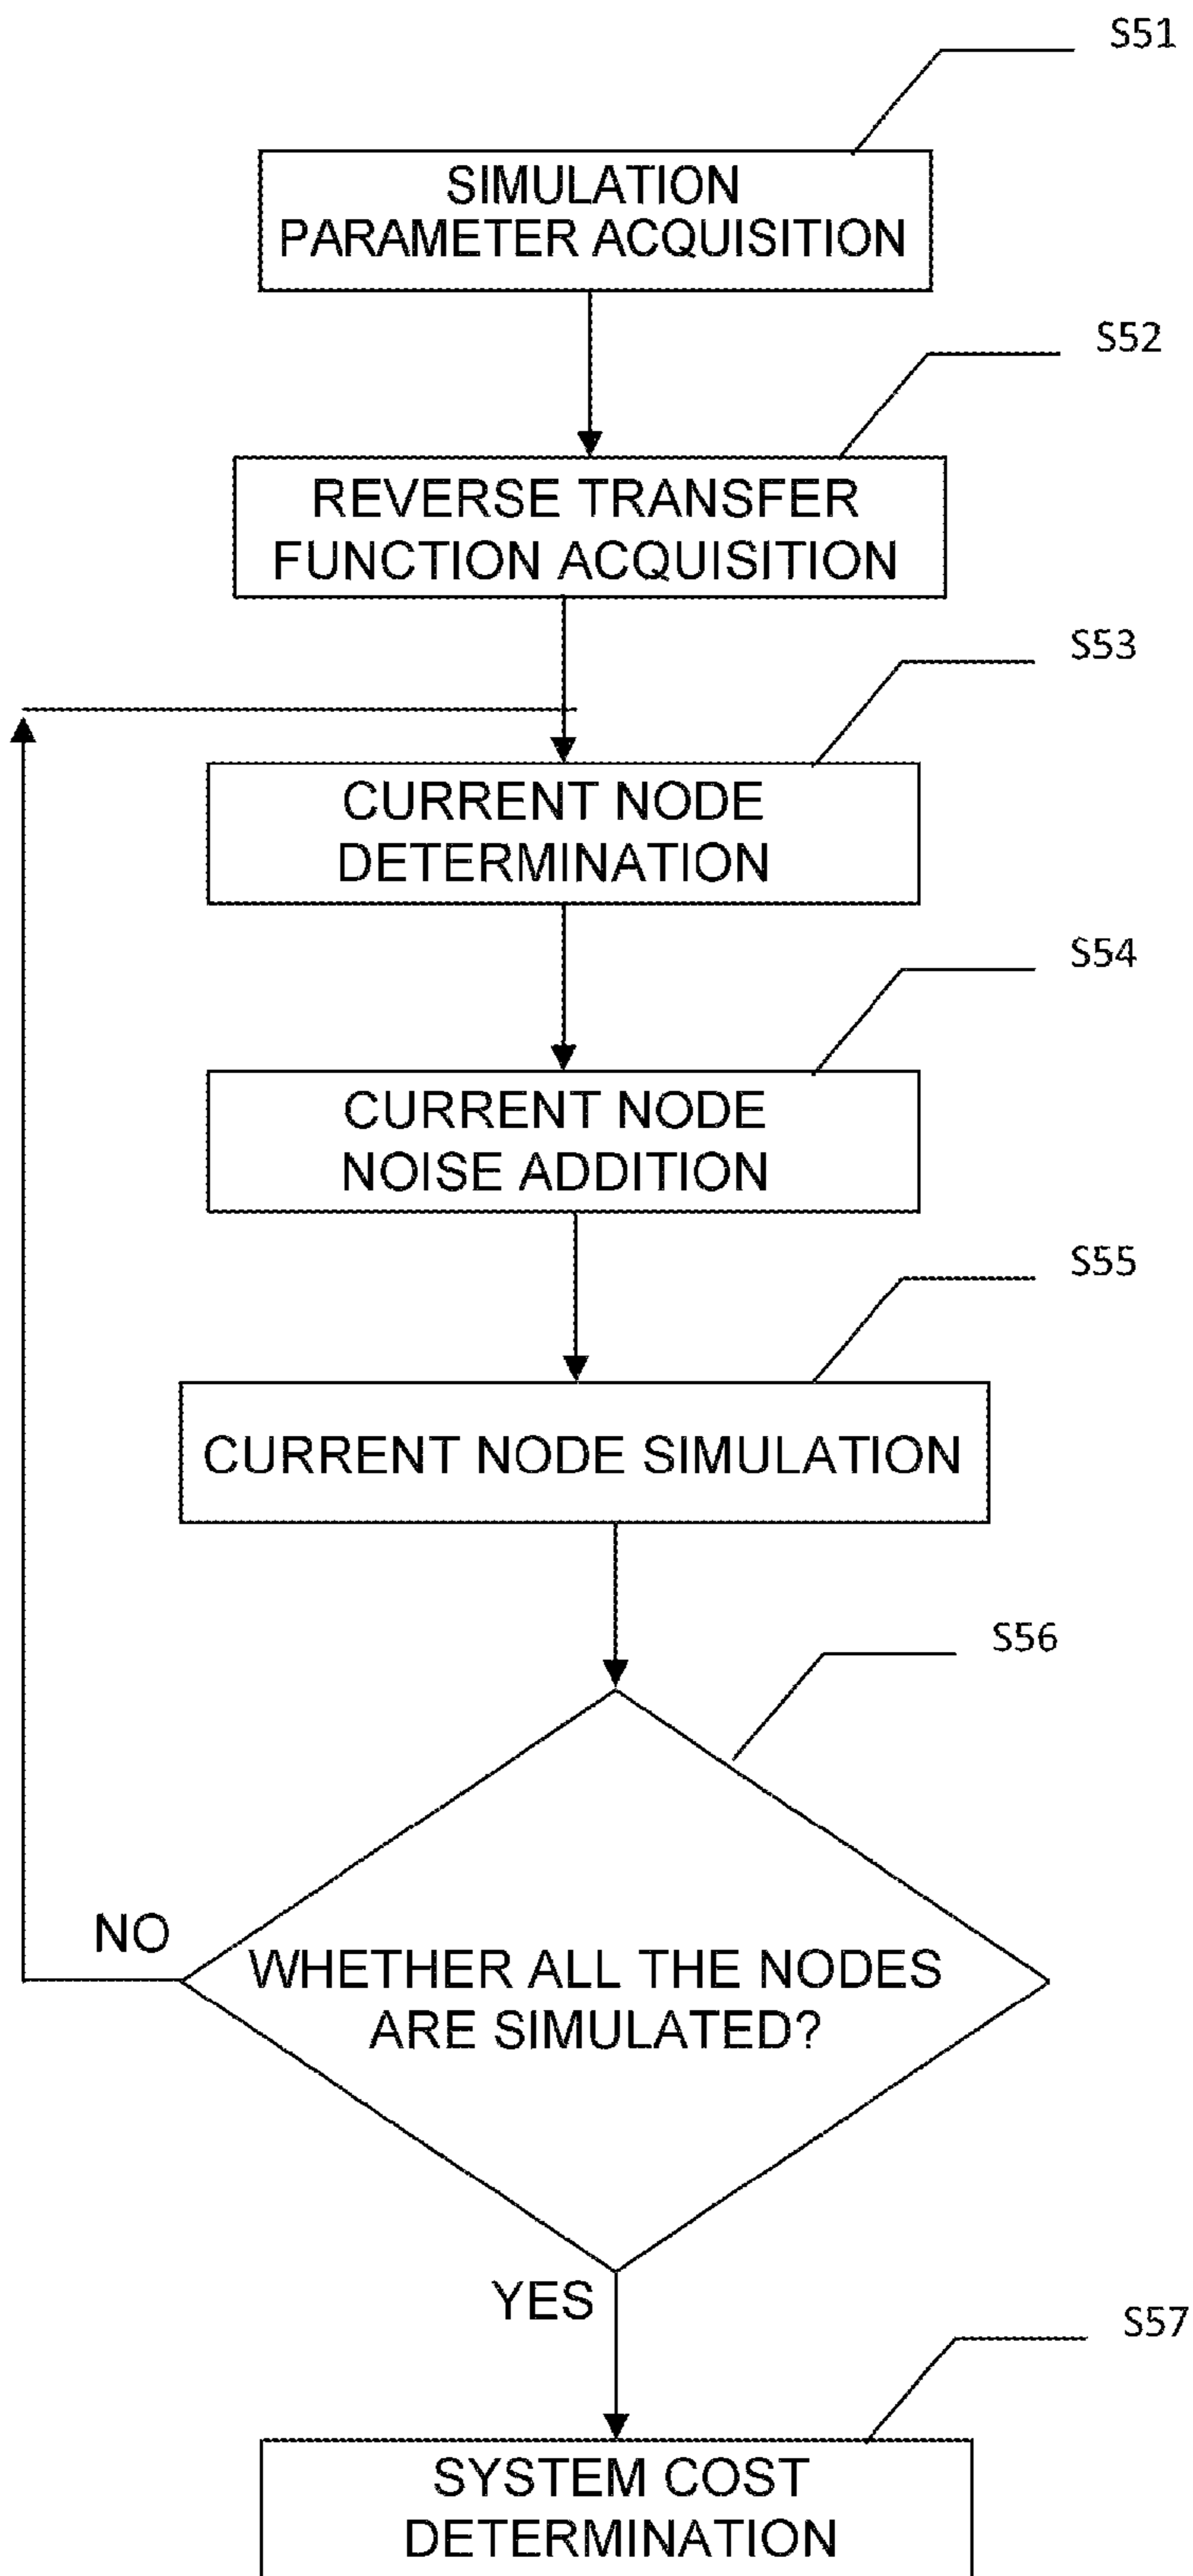 S51
SIMULATION
PARAMETER ACQUISITION
S52
REVERSE TRANSFER
FUNCTION ACQUISITION
S53
CURRENT NODE
DETERMINATION
S54
CURRENT NODE
NOISE ADDITION
S55
CURRENT NODE SIMULATION
S56
NO
WHETHER ALL THE NODES
ARE SIMULATED?
YES
S57
SYSTEM COST
DETERMINATION